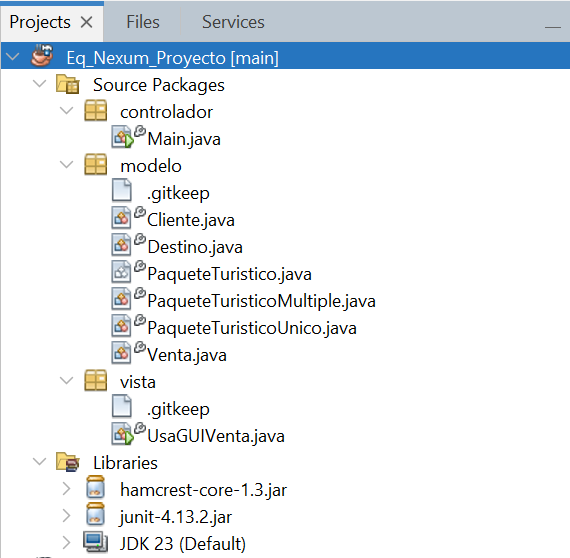 Projects Files Services
Eq_Nexum_Proyecto [main]
Source Packages
controlador
Main.java
modelo
.gitkeep
Cliente.java
Destino.java
PaqueteTuristico.java
PaqueteTuristicoMultiple.java
PaqueteTuristicoUnico.java
Venta.java
vista
.gitkeep
UsaGUIVenta.java
Libraries
hamcrest-core-1.3.jar
junit-4.13.2.jar
JDK 23 (Default)